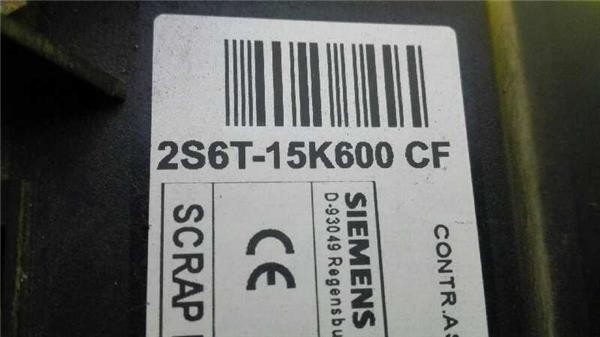 2S6T-15K600 CF
SCRAP
CE
SIEMENS
D-93049 Regensbu
CONTR.AS